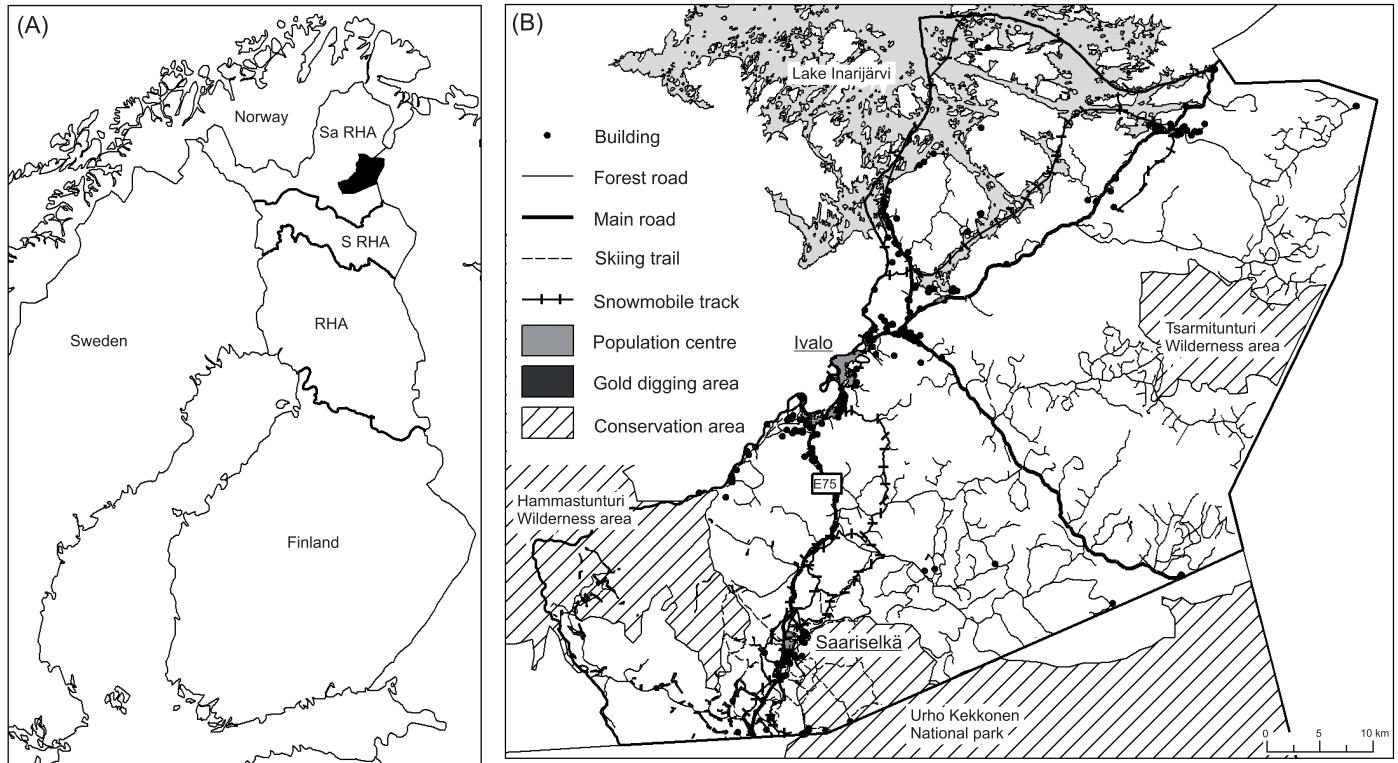 (A)
Norway
Sa RHA
S RHA
RHA
Sweden
Finland
(B)
Lake Inarijärvi
Building
Forest road
Main road
Skiing trail
Snowmobile track
Population centre
Gold digging area
Conservation area
Ivalo
Tsarmitunturi
Wilderness area
E75
Hammastunturi
Wilderness area
Saariselkä
Urho Kekkonen
National park
0 5 10 km